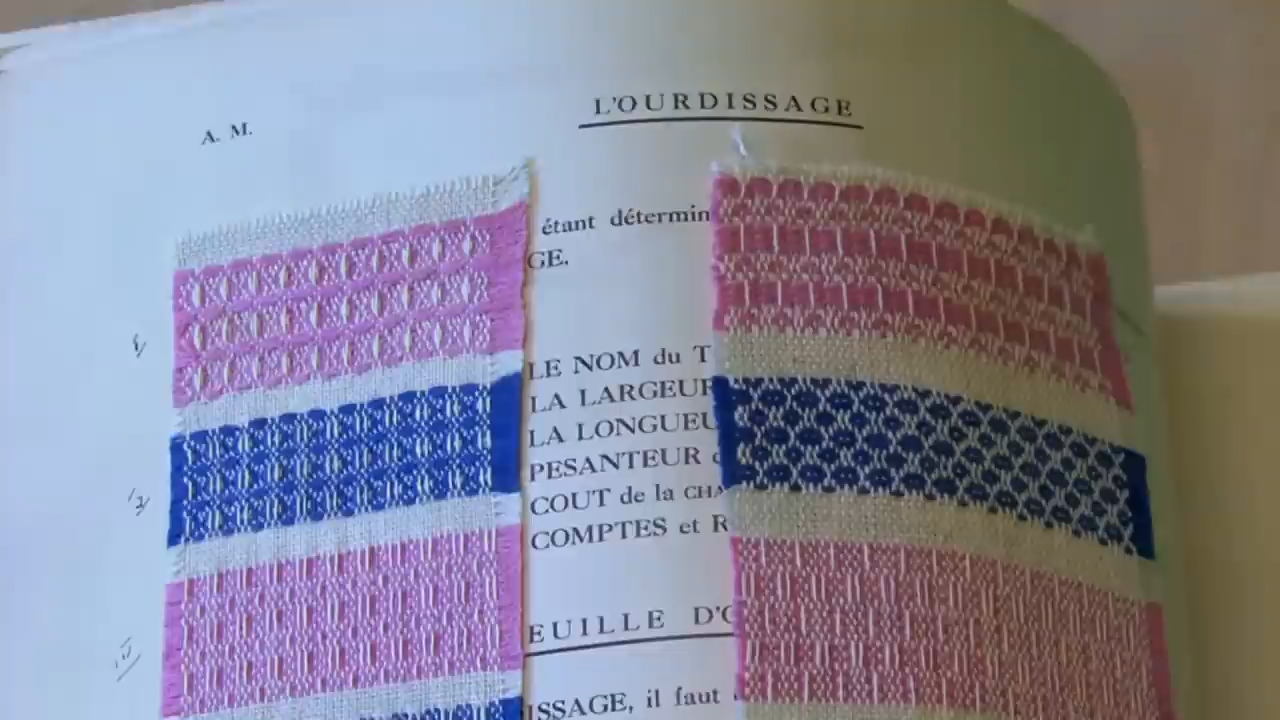 L'OURDISSAGE
A. M.
étant détermin
GE.
LE NOM du T
LA LARGEUR
LA LONGUEU
PESANTEUR
COUT de la CHA
COMPTES et R
EUILLE D'O
ISSAGE, il faut